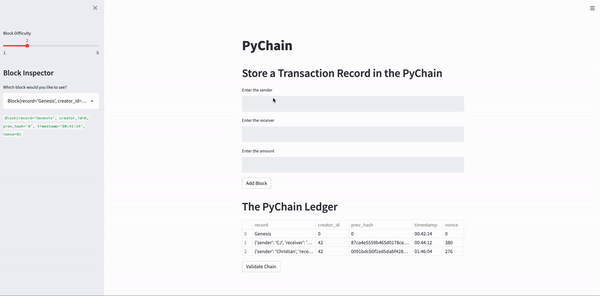 Block Difficulty
2
1
Block Inspector
Which block would you like to see?
Block(record='Genesis', creator_id=...
Block(record='Genesis', creator_id=0,
prev_hash='0', timestamp='00:42:14',
nonce=0)
PyChain
Store a Transaction Record in the PyChain
Enter the sender
Enter the receiver
Enter the amount
Add Block
The PyChain Ledger
record creator_id prev_hash timestamp nonce
0 Genesis 0 0 00:42:14 0
1 {'sender': 'CJ', 'receiver': '... 42 00:44:12 380
2 {'sender': 'Christian', 'rece... 42 01:46:04 276
Validate Chain